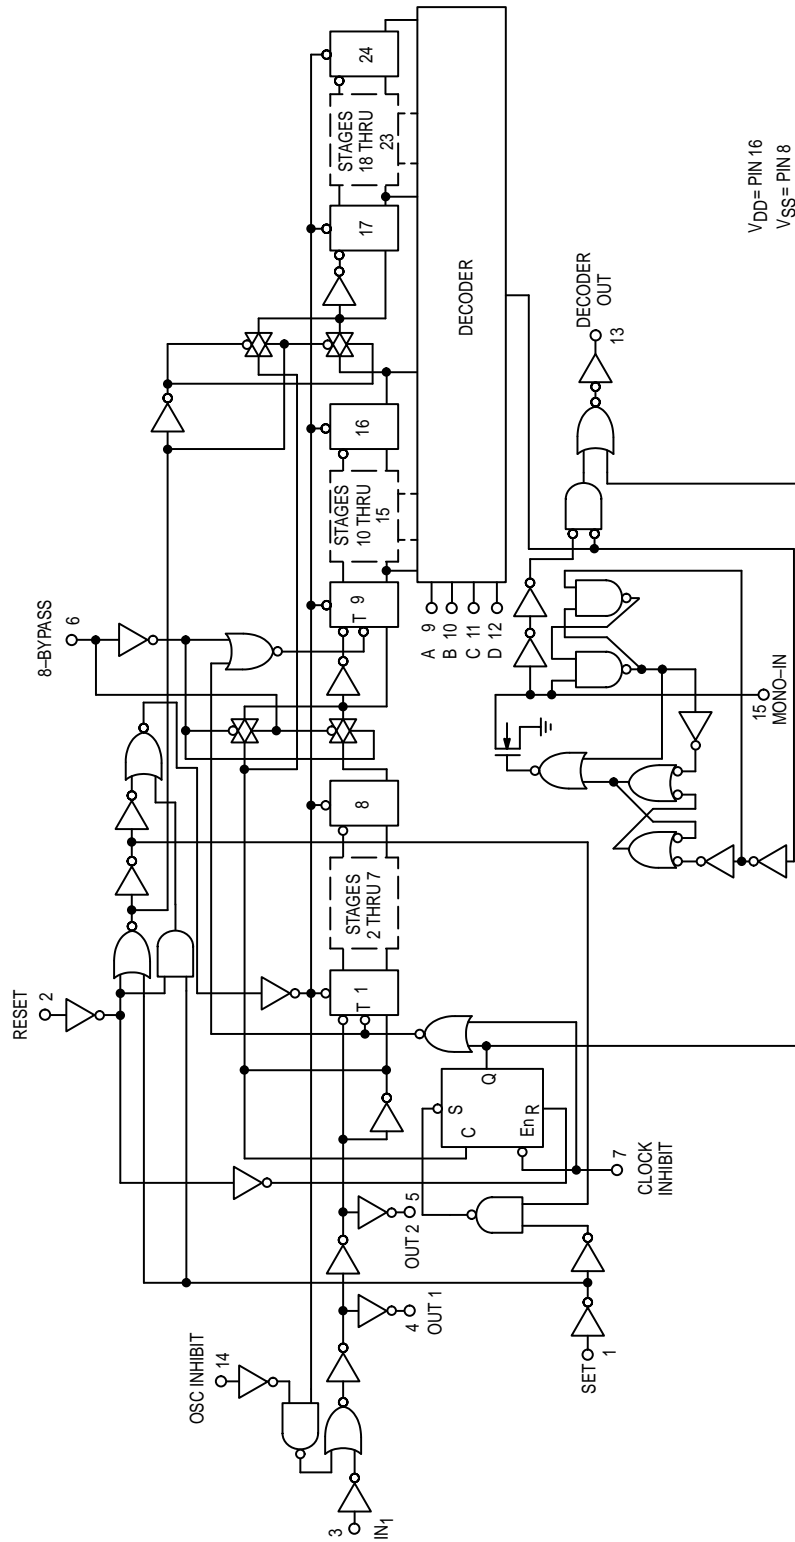 RESET
2
8–BYPASS
6
OSC INHIBIT
14
3
IN1
4
OUT 1
OUT 2
5
T 1
STAGES
2 THRU 7
8
T 9
STAGES
10 THRU
15
16
17
STAGES
18 THRU
23
24
DECODER
A 9
B 10
C 11
D 12
S
C
Q
En
R
SET
1
7
CLOCK
INHIBIT
15
MONO–IN
DECODER
OUT
13
VDD = PIN 16
VSS = PIN 8